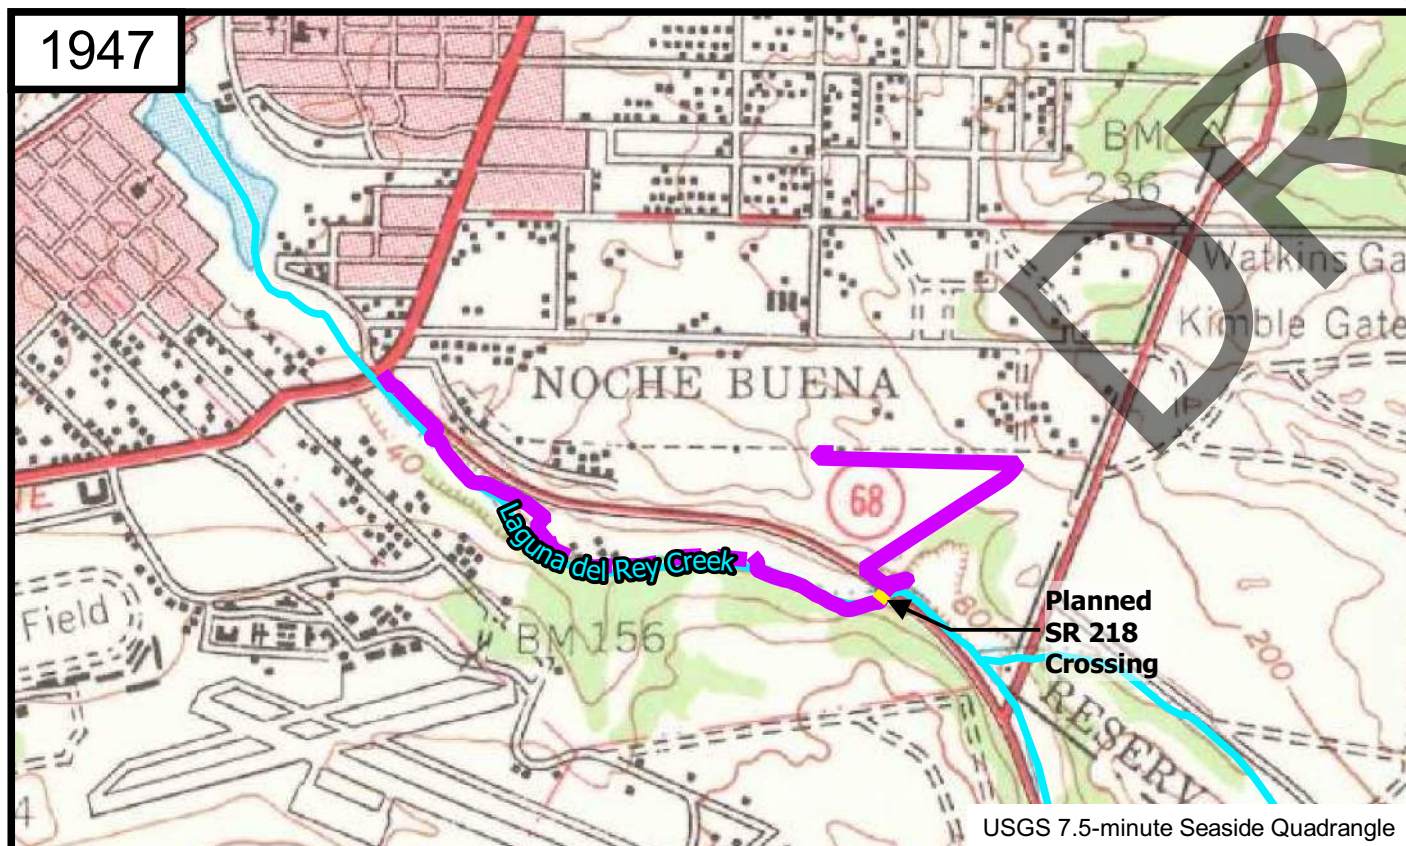 1947
BM
236
Watkins Ga
Kimble Gate
NOCHE BUENA
40
68
Laguna del Rey Creek
Field
BM 156
80
Planned
SR 218
Crossing
200
RESERV
4
USGS 7.5-minute Seaside Quadrangle
DR